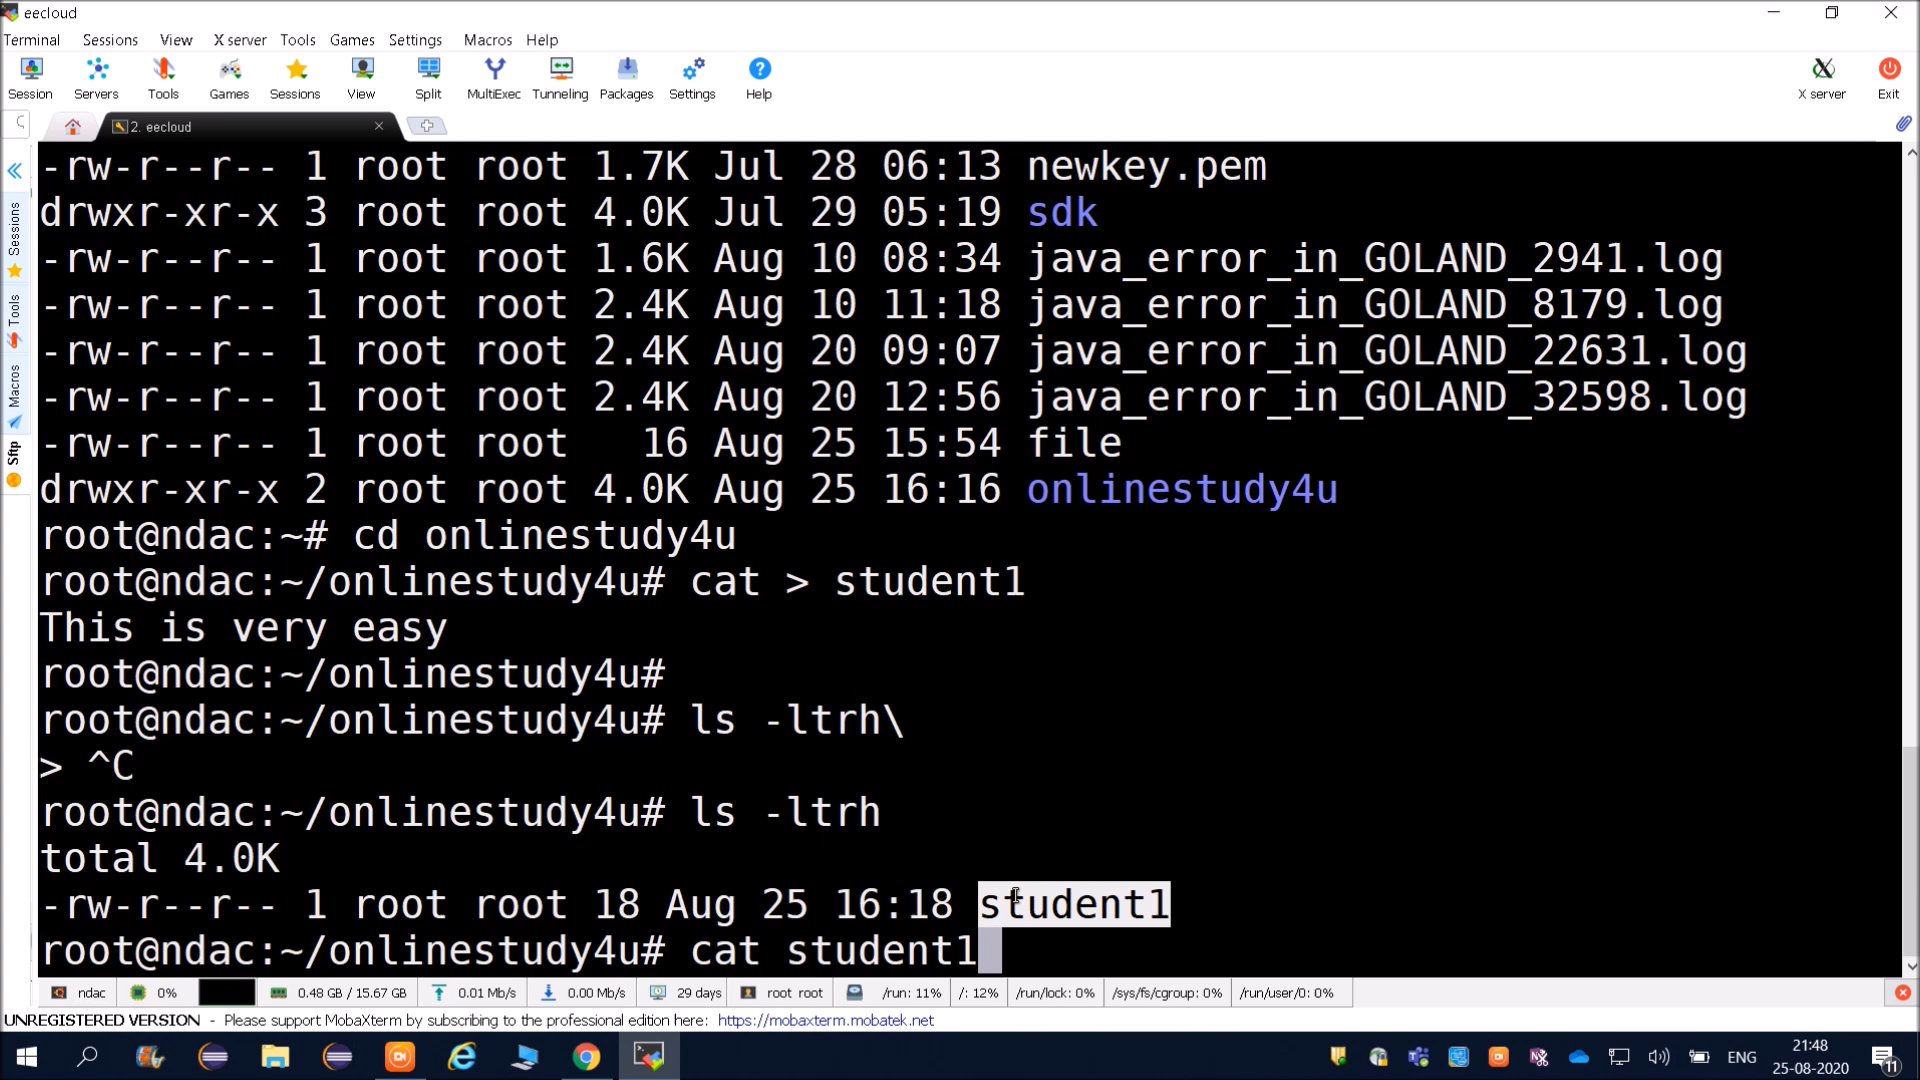 eecloud
Terminal Sessions View X server Tools Games Settings Macros Help
Session Servers Tools Games Sessions View Split MultiExec Tunneling Packages Settings Help X server Exit
2. eecloud
Sessions
Tools
Macros
Sftp
-rw-r--r-- 1 root root 1.7K Jul 28 06:13 newkey.pem
drwxr-xr-x 3 root root 4.0K Jul 29 05:19 sdk
-rw-r--r-- 1 root root 1.6K Aug 10 08:34 java_error_in_GOLAND_2941.log
-rw-r--r-- 1 root root 2.4K Aug 10 11:18 java_error_in_GOLAND_8179.log
-rw-r--r-- 1 root root 2.4K Aug 20 09:07 java_error_in_GOLAND_22631.log
-rw-r--r-- 1 root root 2.4K Aug 20 12:56 java_error_in_GOLAND_32598.log
-rw-r--r-- 1 root root 16 Aug 25 15:54 file
drwxr-xr-x 2 root root 4.0K Aug 25 16:16 onlinestudy4u
root@ndac:~# cd onlinestudy4u
root@ndac:~/onlinestudy4u# cat > student1
This is very easy
root@ndac:~/onlinestudy4u#
root@ndac:~/onlinestudy4u# ls -ltrh\
> ^C
root@ndac:~/onlinestudy4u# ls -ltrh
total 4.0K
-rw-r--r-- 1 root root 18 Aug 25 16:18 student1
root@ndac:~/onlinestudy4u# cat student1
ndac 0% 0.48 GB / 15.67 GB 0.01 Mb/s 0.00 Mb/s 29 days root root /run: 11% /: 12% /run/lock: 0% /sys/fs/cgroup: 0% /run/user/0: 0%
UNREGISTERED VERSION - Please support MobaXterm by subscribing to the professional edition here: https://mobaxterm.mobatek.net
ENG 21:48
25-08-2020 11